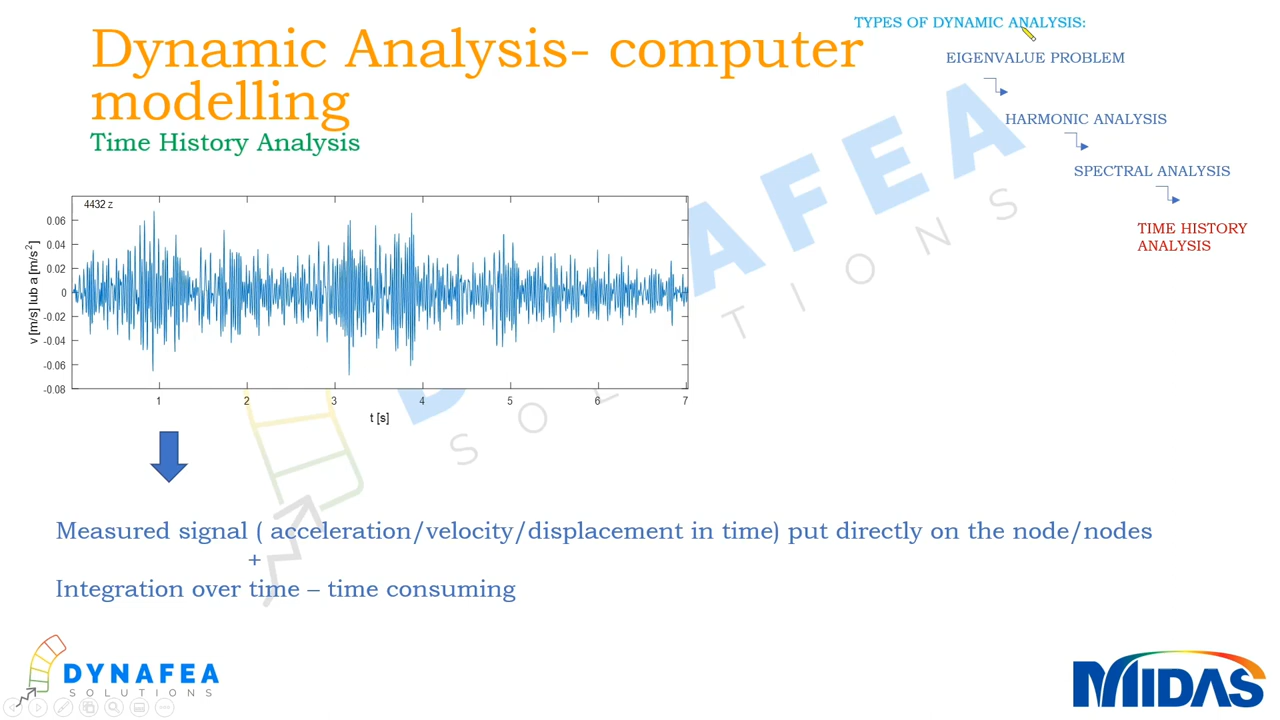 Dynamic Analysis- computer
modelling
Time History Analysis
TYPES OF DYNAMIC ANALYSIS:
EIGENVALUE PROBLEM
HARMONIC ANALYSIS
SPECTRAL ANALYSIS
TIME HISTORY
ANALYSIS
4432 z
0.06
0.04
0.02
0
-0.02
-0.04
-0.06
-0.08
v [m/s] lub a [m/s²]
1 2 3 4 5 6 7
t [s]
DYNAFEA
SOLUTIONS
Measured signal ( acceleration/velocity/displacement in time) put directly on the node/nodes
+
Integration over time – time consuming
DYNAFEA
SOLUTIONS
MIDAS